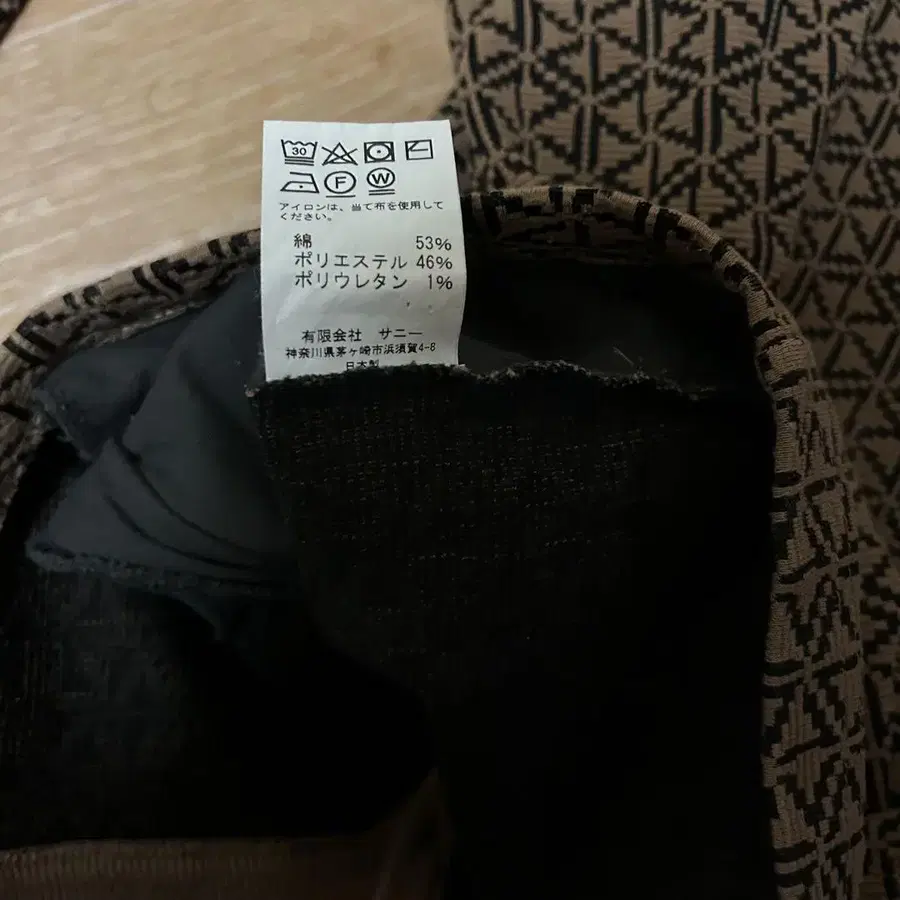 30
F W
アイロンは、当て布を使用して
ください。
綿 53%
ポリエステル 46%
ポリウレタン 1%
有限会社 サニー
神奈川県茅ヶ崎市浜須賀4-6
日本製